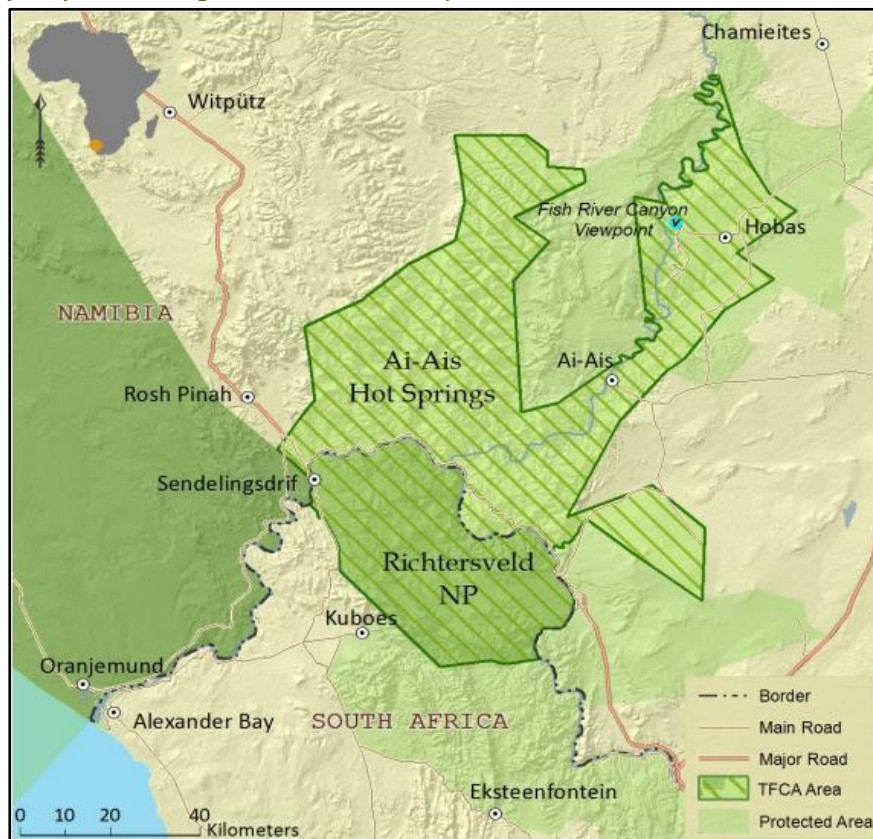 Chamieites
Witpütz
Fish River Canyon
Viewpoint
v
Hobas
NAMIBIA
Ai-Ais
Hot Springs
Ai-Ais
Rosh Pinah
Sendelingsdrif
Richtersveld
NP
Kuboes
Oranjemund
Alexander Bay
SOUTH AFRICA
Eksteenfontein
Border
Main Road
Major Road
TFCA Area
Protected Area
0 10 20 40
Kilometers